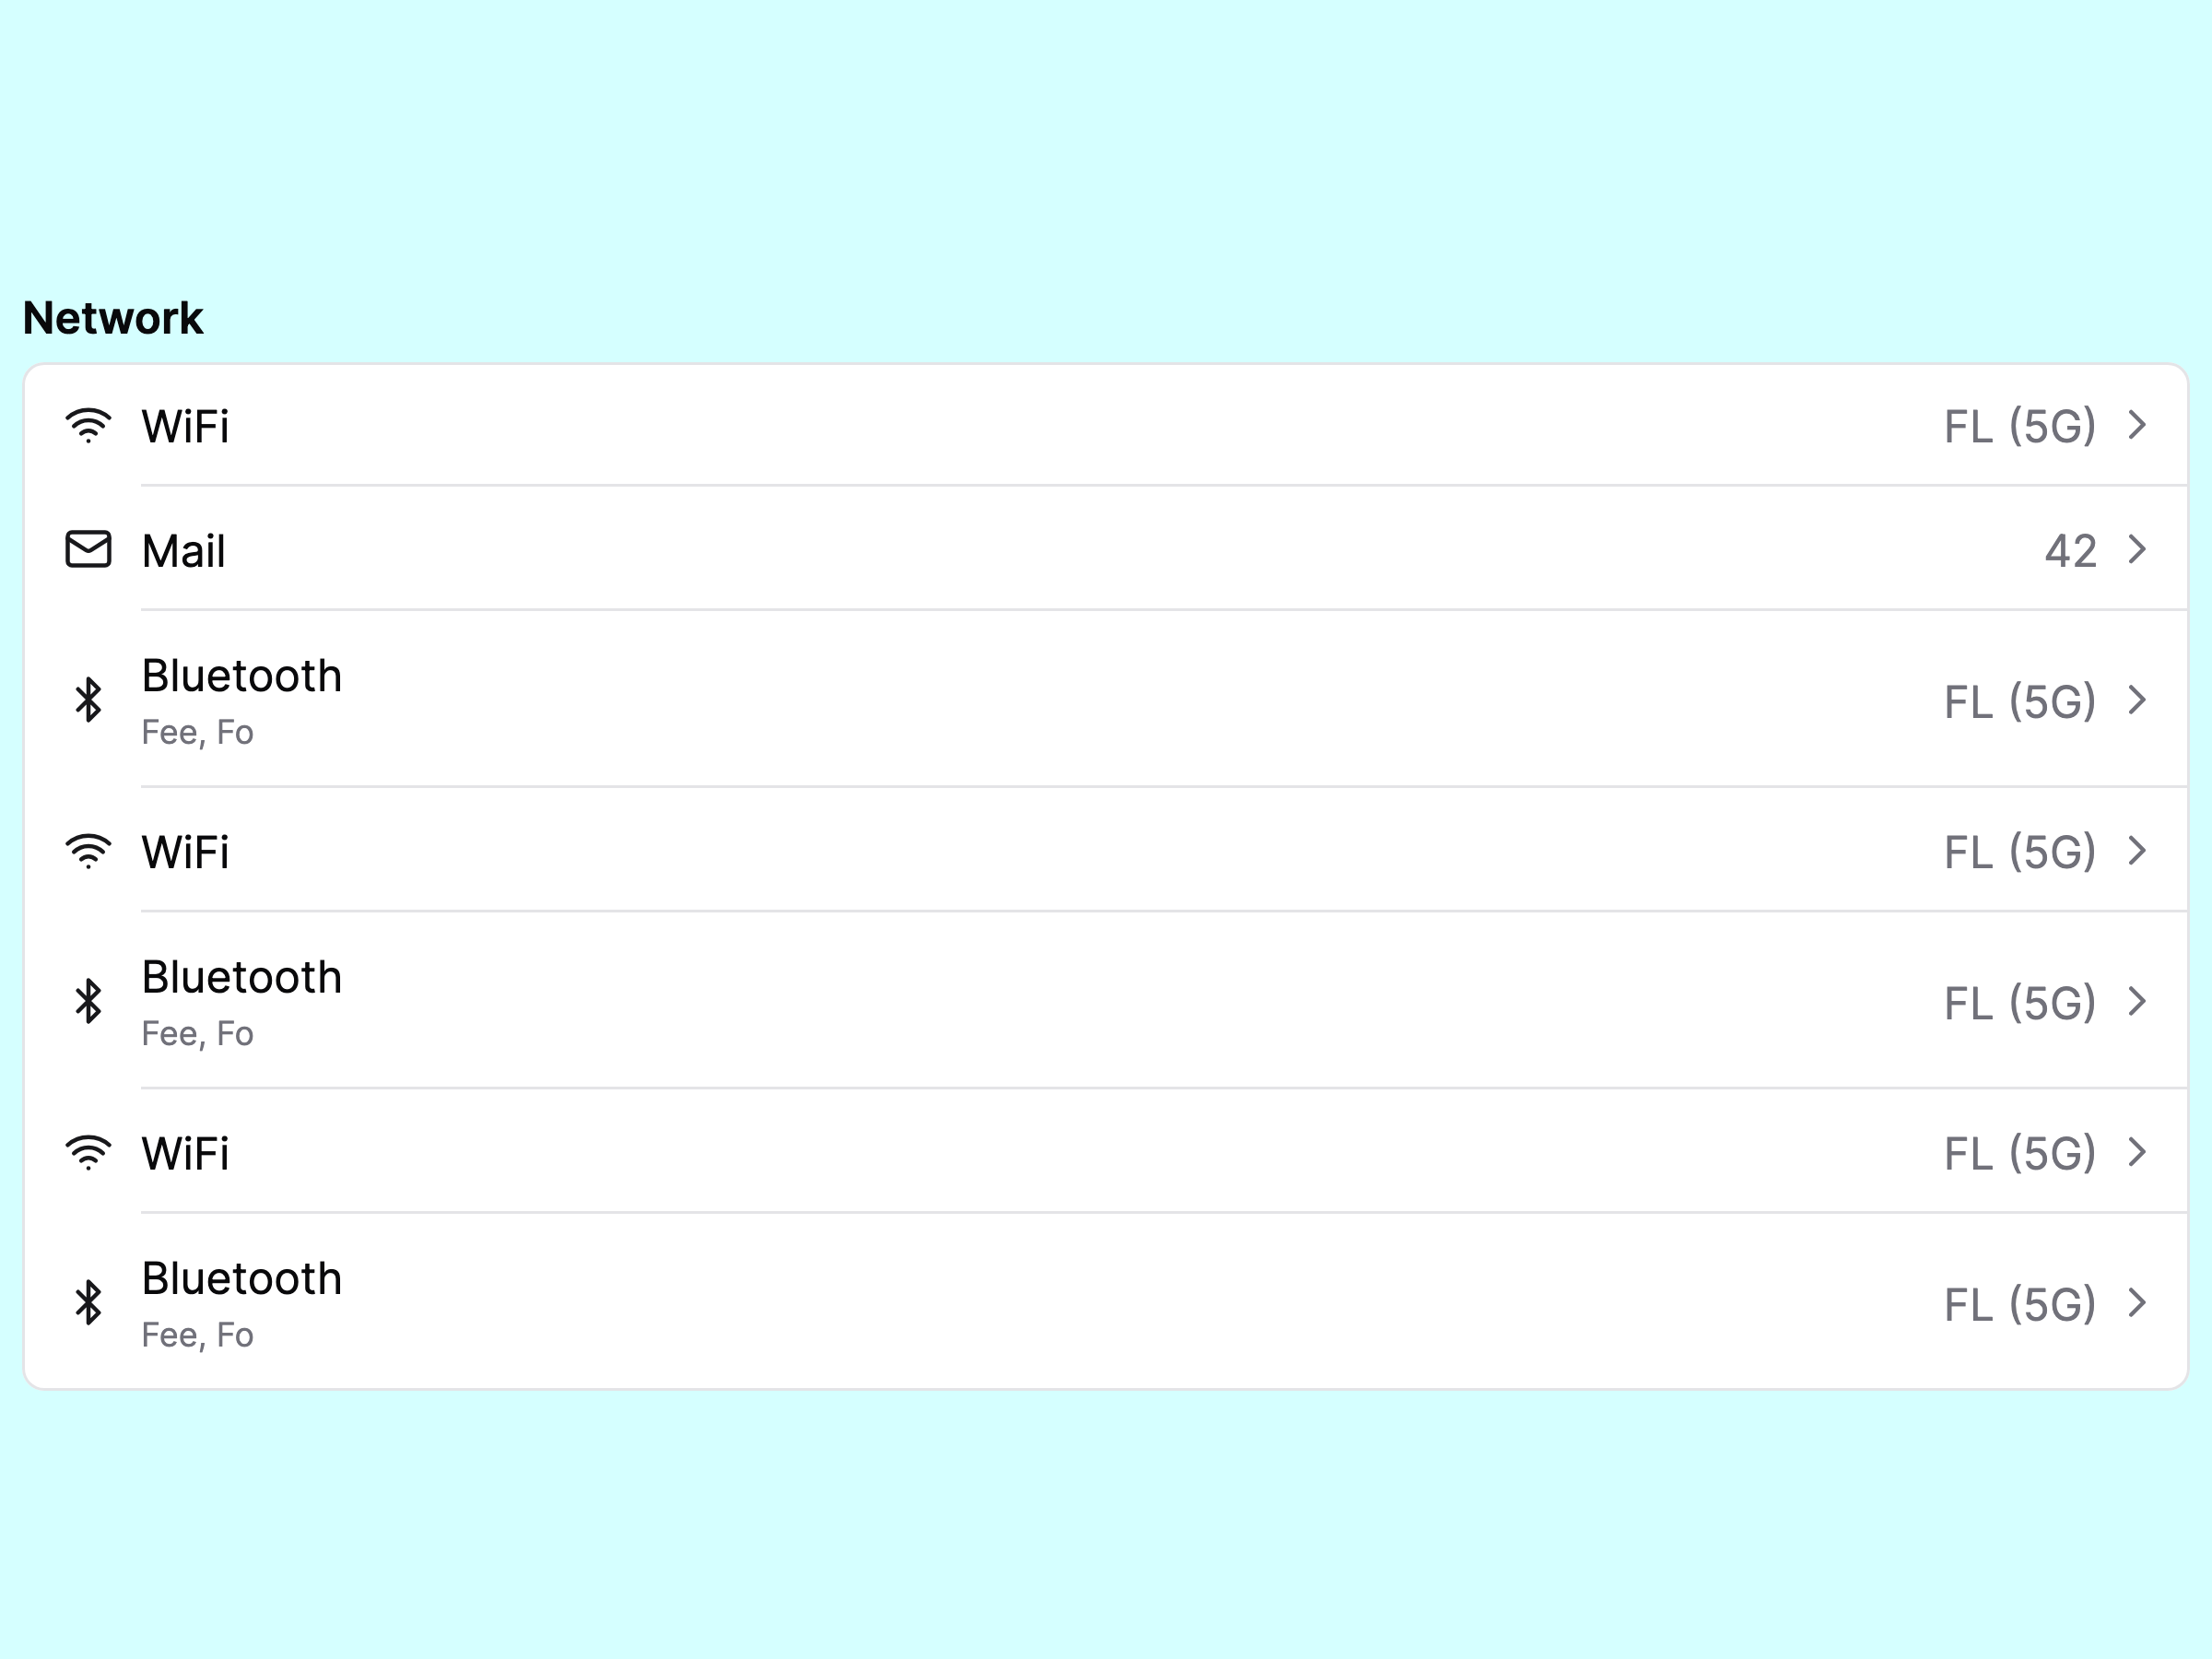 Network
WiFi FL (5G)
Mail 42
Bluetooth
Fee, Fo
FL (5G)
WiFi FL (5G)
Bluetooth
Fee, Fo
FL (5G)
WiFi FL (5G)
Bluetooth
Fee, Fo
FL (5G)